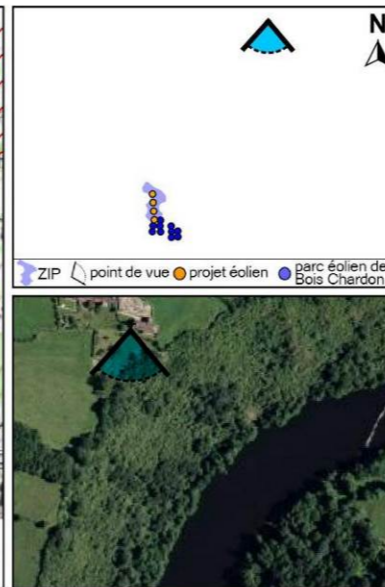 N
ZIP
point de vue
projet éolien
parc éolien de
Bois Chardon